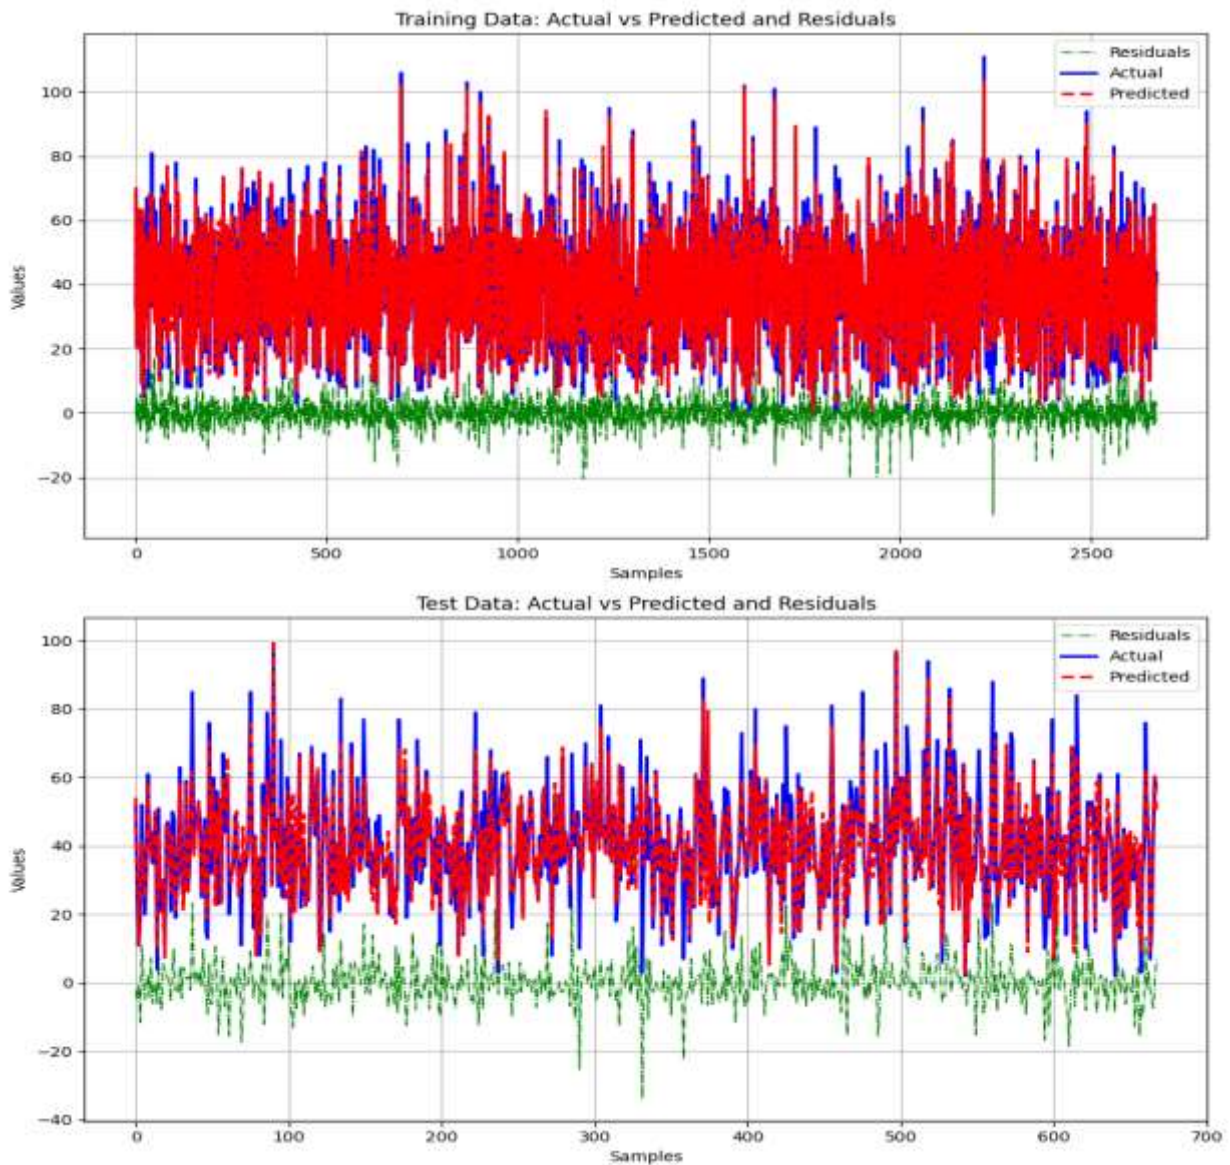 Training Data: Actual vs Predicted and Residuals
Residuals
Actual
Predicted
100
80
60
40
20
0
−20
Values
0 500 1000 1500 2000 2500
Samples
Test Data: Actual vs Predicted and Residuals
Residuals
Actual
Predicted
100
80
60
40
20
0
−20
−40
Values
0 100 200 300 400 500 600 700
Samples